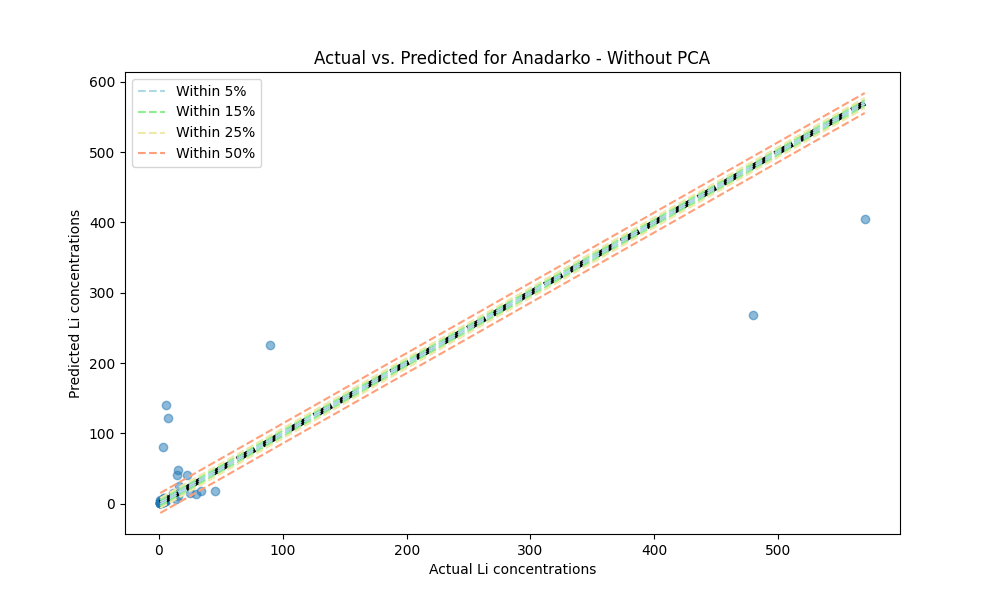 Actual vs. Predicted for Anadarko - Without PCA
Within 5%
Within 15%
Within 25%
Within 50%
Predicted Li concentrations
600
500
400
300
200
100
0
0 100 200 300 400 500
Actual Li concentrations